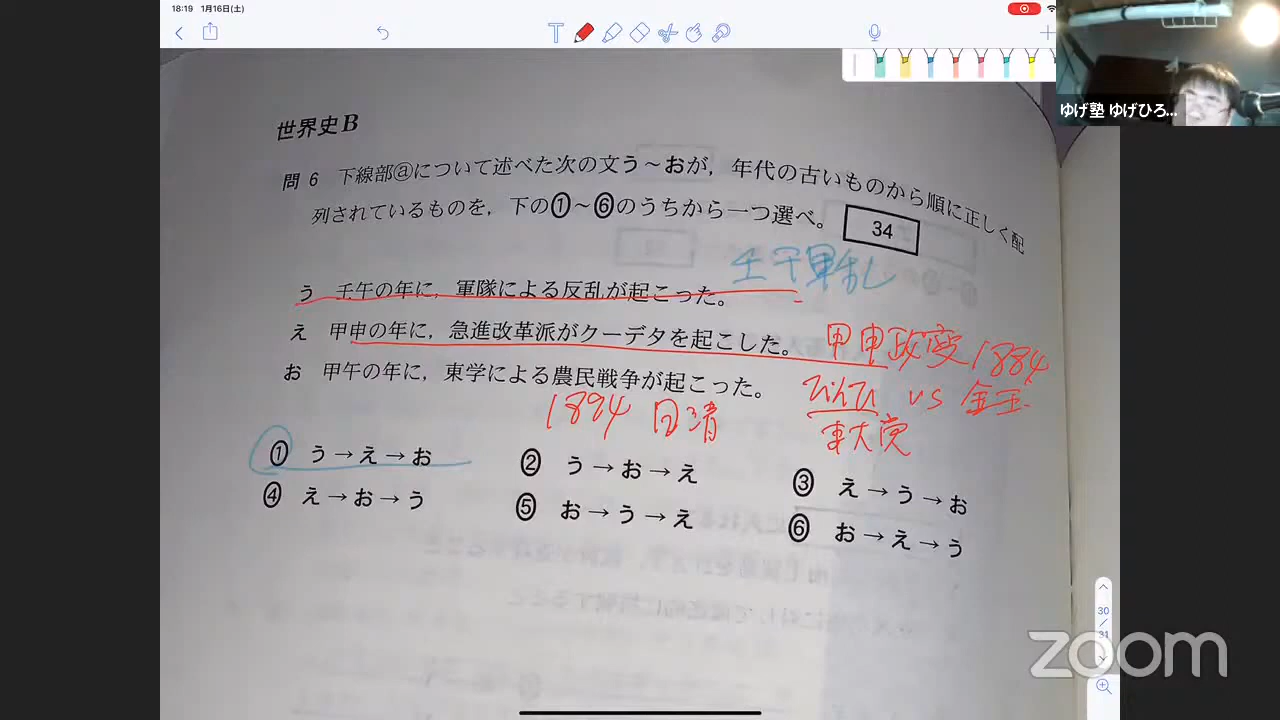 18:19 1月16日(土)
ゆげ塾 ゆげひろ...
世界史B
問6 下線部ⓐについて述べた次の文う~おが,年代の古いものから順に正しく配
列されているものを,下の①~⑥のうちから一つ選べ。 34
壬午軍乱
う 壬午の年に,軍隊による反乱が起こった。
え 甲申の年に,急進改革派がクーデタを起こした。 甲申政変 1884
お 甲午の年に,東学による農民戦争が起こった。 びんひ vs 金玉
1894 日清 事大党
① う→え→お ② う→お→え ③ え→う→お
④ え→お→う ⑤ お→う→え ⑥ お→え→う
30
31
zoom